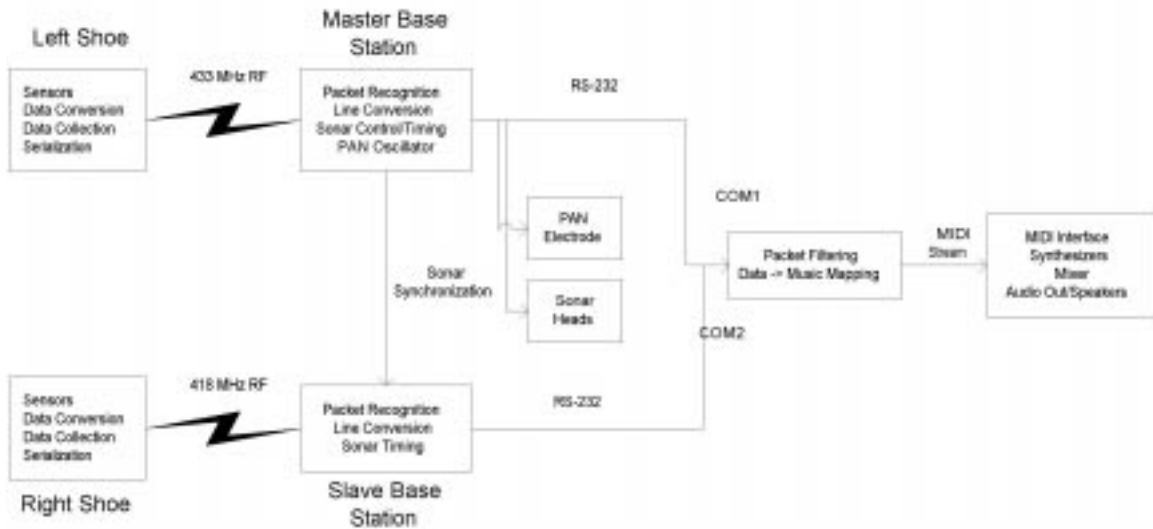 Left Shoe
Sensors
Data Conversion
Data Collection
Serialization
433 MHz RF
Master Base
Station
Packet Recognition
Line Conversion
Sonar Control/Timing
PAN Oscillator
RS-232
PAN
Electrode
Sonar
Heads
Sonar
Synchronization
COM1
COM2
Packet Filtering
Data -> Music Mapping
MIDI
Stream
MIDI Interface
Synthesizers
Mixer
Audio Out/Speakers
Sensors
Data Conversion
Data Collection
Serialization
Right Shoe
418 MHz RF
Packet Recognition
Line Conversion
Sonar Timing
Slave Base
Station
RS-232